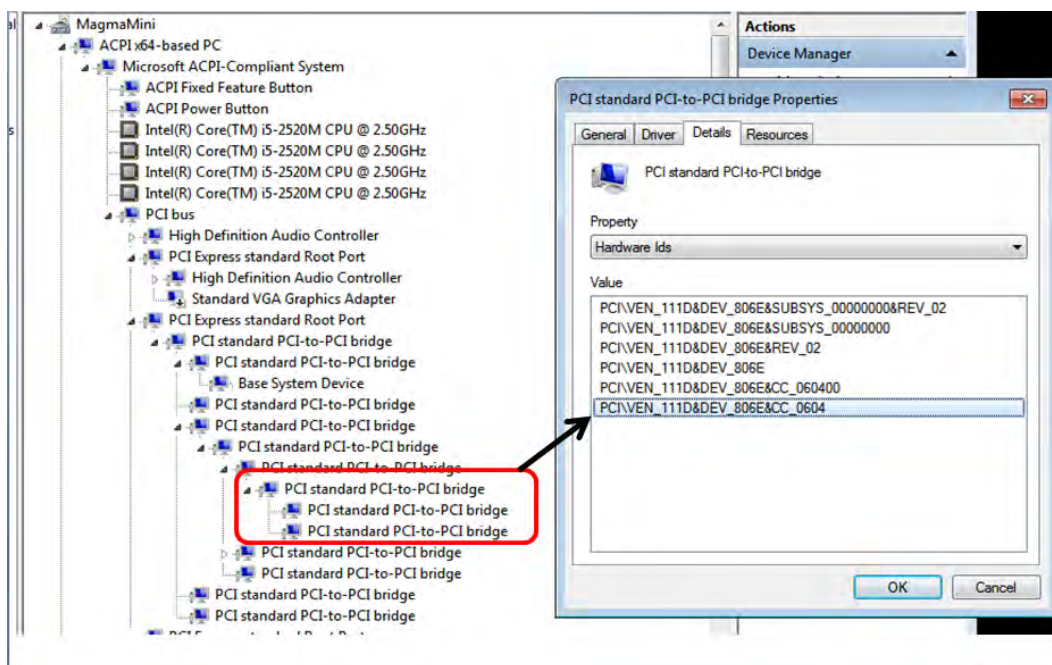 al
MagmaMini
ACPI x64-based PC
Microsoft ACPI-Compliant System
ACPI Fixed Feature Button
ACPI Power Button
s
Intel(R) Core(TM) i5-2520M CPU @ 2.50GHz
Intel(R) Core(TM) i5-2520M CPU @ 2.50GHz
Intel(R) Core(TM) i5-2520M CPU @ 2.50GHz
Intel(R) Core(TM) i5-2520M CPU @ 2.50GHz
PCI bus
High Definition Audio Controller
PCI Express standard Root Port
High Definition Audio Controller
Standard VGA Graphics Adapter
PCI Express standard Root Port
PCI standard PCI-to-PCI bridge
PCI standard PCI-to-PCI bridge
Base System Device
PCI standard PCI-to-PCI bridge
PCI standard PCI-to-PCI bridge
PCI standard PCI-to-PCI bridge
PCI standard PCI-to-PCI bridge
PCI standard PCI-to-PCI bridge
PCI standard PCI-to-PCI bridge
PCI standard PCI-to-PCI bridge
PCI standard PCI-to-PCI bridge
PCI standard PCI-to-PCI bridge
PCI standard PCI-to-PCI bridge
PCI standard PCI-to-PCI bridge
Actions
Device Manager
PCI standard PCI-to-PCI bridge Properties
General Driver Details Resources
PCI standard PCI-to-PCI bridge
Property
Hardware Ids
Value
PCI\VEN_111D&DEV_806E&SUBSYS_00000000&REV_02
PCI\VEN_111D&DEV_806E&SUBSYS_00000000
PCI\VEN_111D&DEV_806E&REV_02
PCI\VEN_111D&DEV_806E
PCI\VEN_111D&DEV_806E&CC_060400
PCI\VEN_111D&DEV_806E&CC_0604
OK Cancel